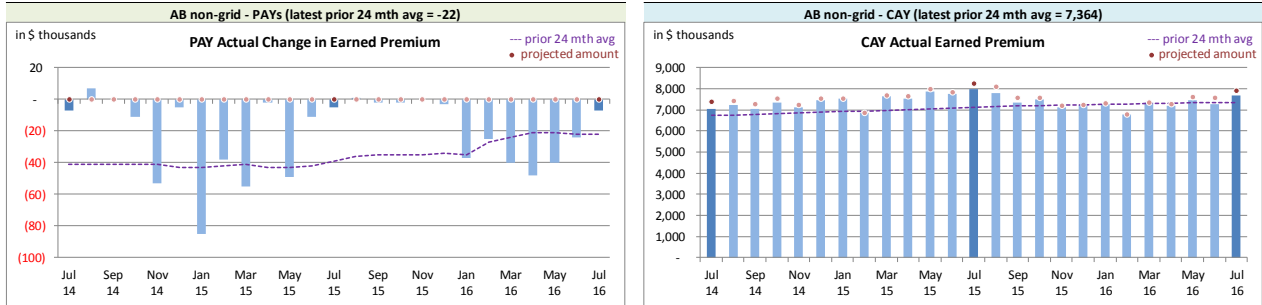 AB non-grid - PAYs (latest prior 24 mth avg = -22)
in $ thousands
PAY Actual Change in Earned Premium
--- prior 24 mth avg
• projected amount
20
-
(20)
(40)
(60)
(80)
(100)
Jul Sep Nov Jan Mar May Jul Sep Nov Jan Mar May Jul
14 14 14 15 15 15 15 15 15 16 16 16 16
AB non-grid - CAY (latest prior 24 mth avg = 7,364)
in $ thousands
CAY Actual Earned Premium
--- prior 24 mth avg
• projected amount
9,000
8,000
7,000
6,000
5,000
4,000
3,000
2,000
1,000
-
Jul Sep Nov Jan Mar May Jul Sep Nov Jan Mar May Jul
14 14 14 15 15 15 15 15 15 16 16 16 16